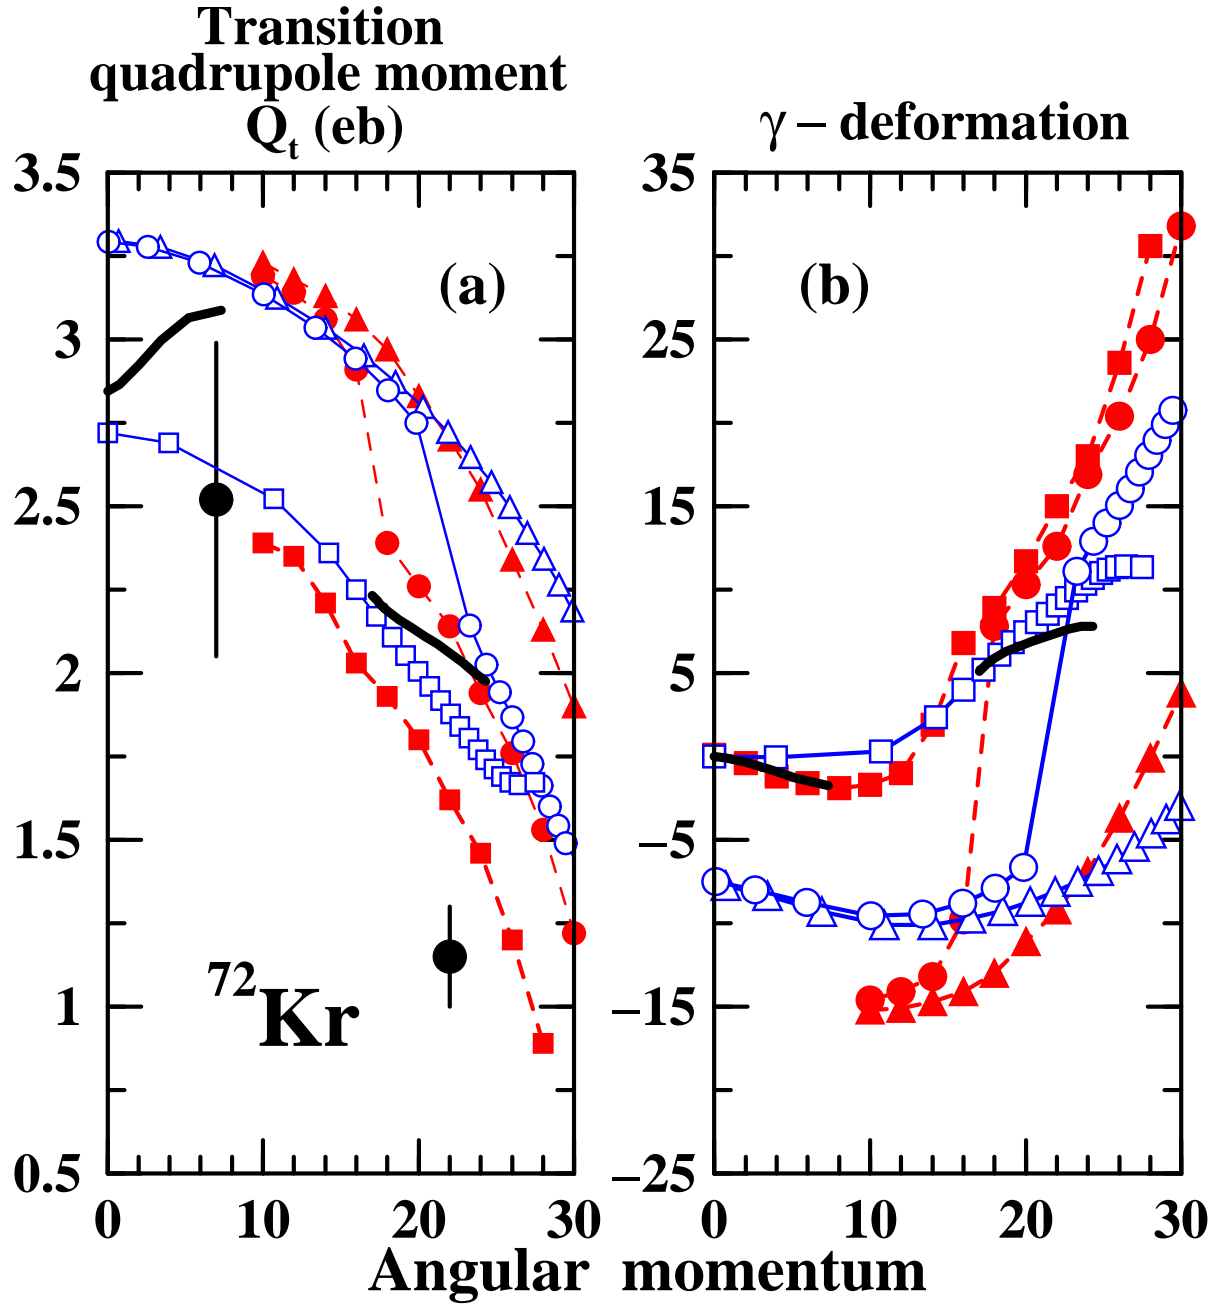 Transition
quadrupole moment
Qt (eb)
γ – deformation
3.5
3
2.5
2
1.5
1
0.5
(a)
72Kr
0 10 20 30
35
25
15
5
−5
−15
−25
(b)
0 10 20 30
Angular momentum